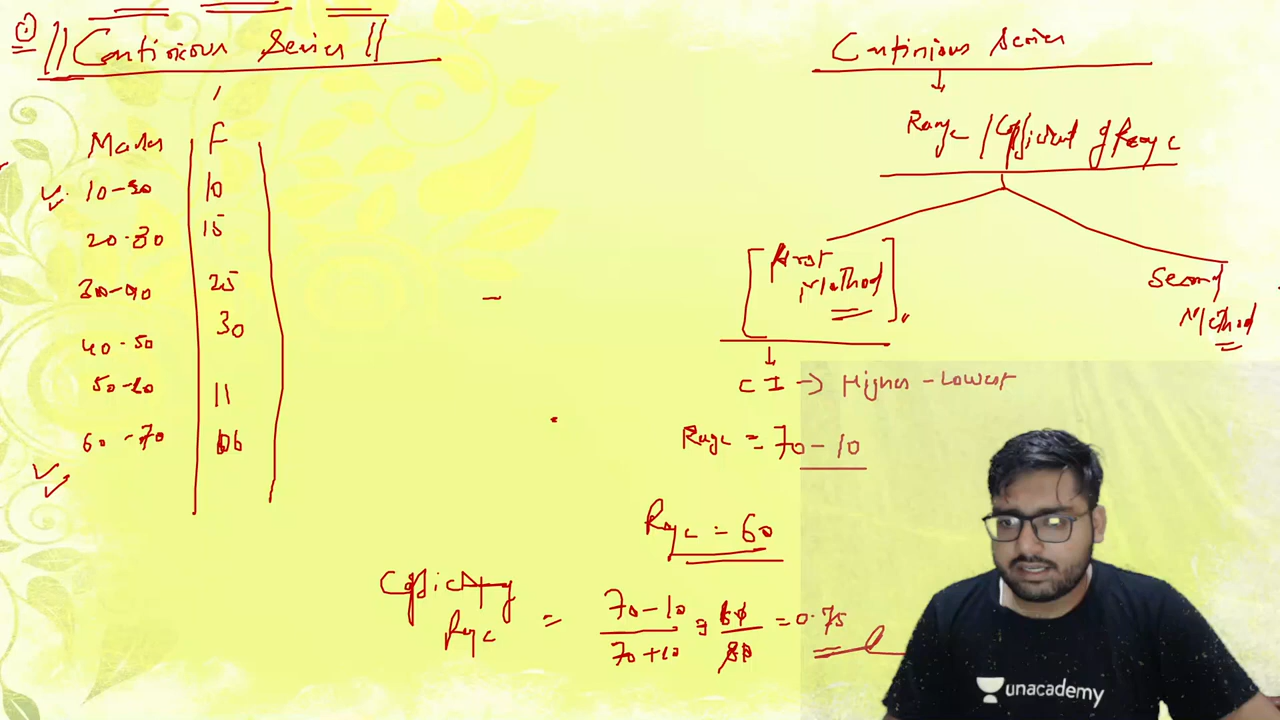 ① || Continious Series ||
Marks F
10-20 10
20-30 15
30-40 25
40-50 30
50-60 11
60-70 06
Continious Series
Range / Cofficient of Range
First
Method
Second
Method
CI → Higher - Lowest
Range = 70 - 10
Range = 60
Range = 70-10 / 70+10 = 60 / 80 = 0.75
unacademy